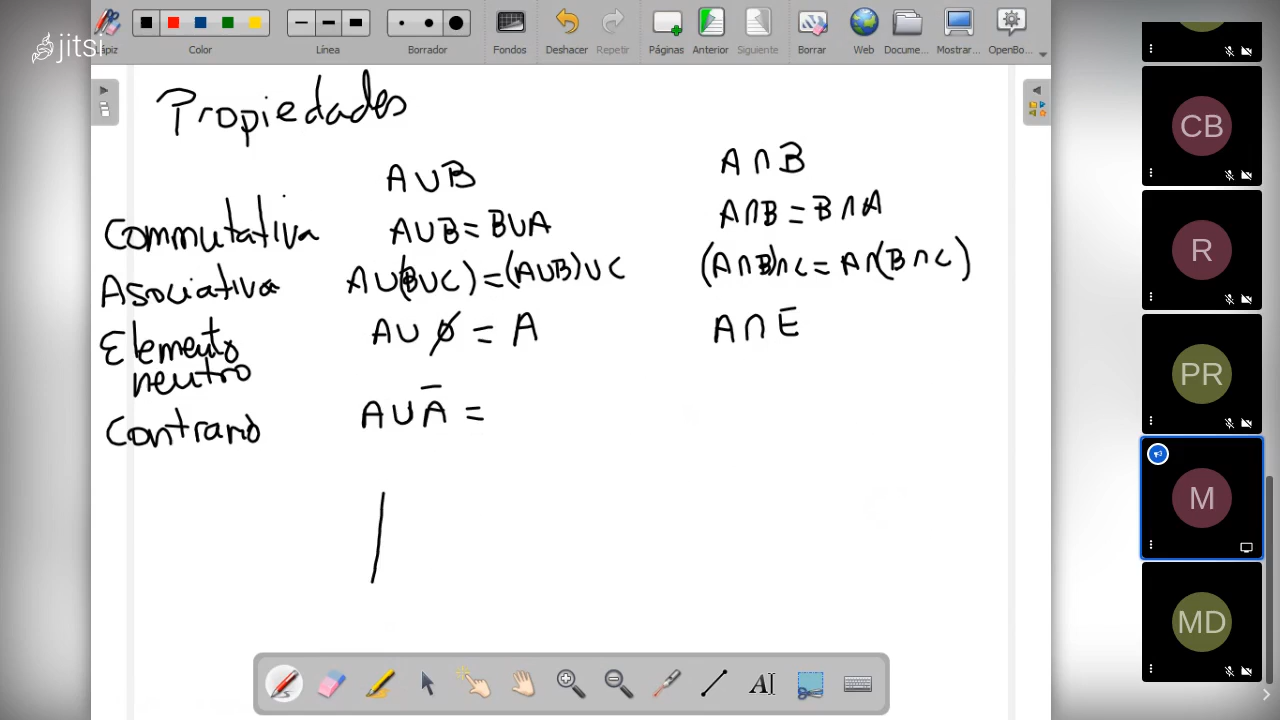 jitsi
Lápiz Color Línea Borrador Fondos Deshacer Repetir Páginas Anterior Siguiente Borrar Web Docume... Mostrar... OpenBo...
Propiedades
A∪B A∩B
Conmutativa A∪B = B∪A A∩B = B∩A
Asociativa A∪(B∪C) = (A∪B)∪C (A∩B)∩C = A∩(B∩C)
Elemento
neutro A∪∅ = A A∩E
Contrario A∪A̅ =
CB
R
PR
M
MD